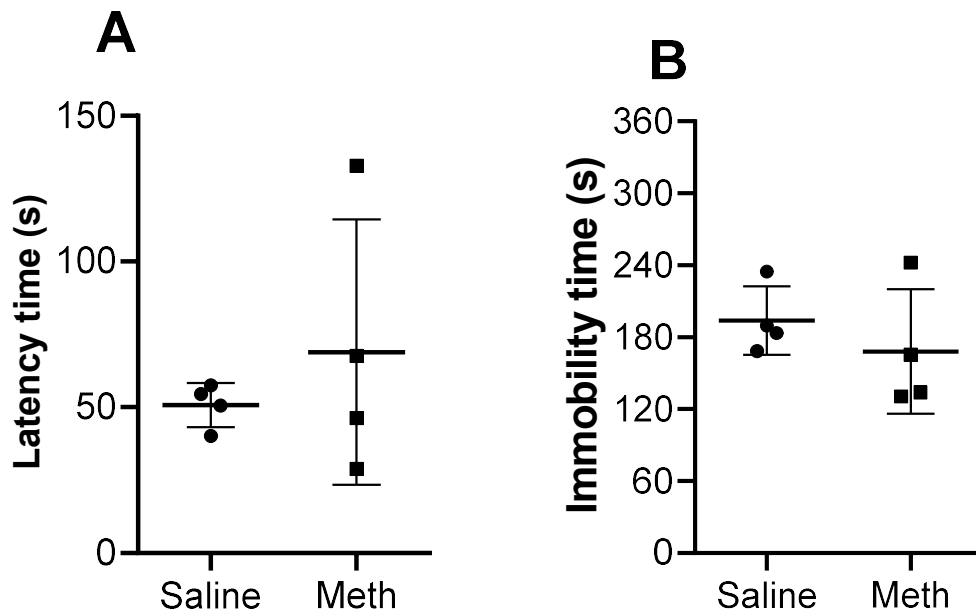 A
Latency time (s)
150
100
50
0
Saline Meth
B
Immobility time (s)
360
300
240
180
120
60
0
Saline Meth